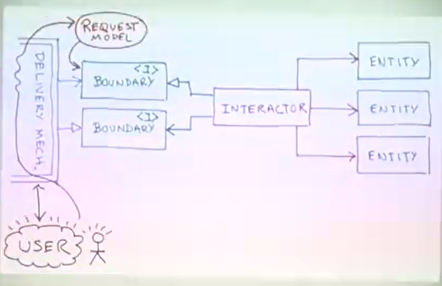 REQUEST
MODEL
<I>
BOUNDARY
<I>
BOUNDARY
DELIVERY MECH.
INTERACTOR
ENTITY
ENTITY
ENTITY
USER